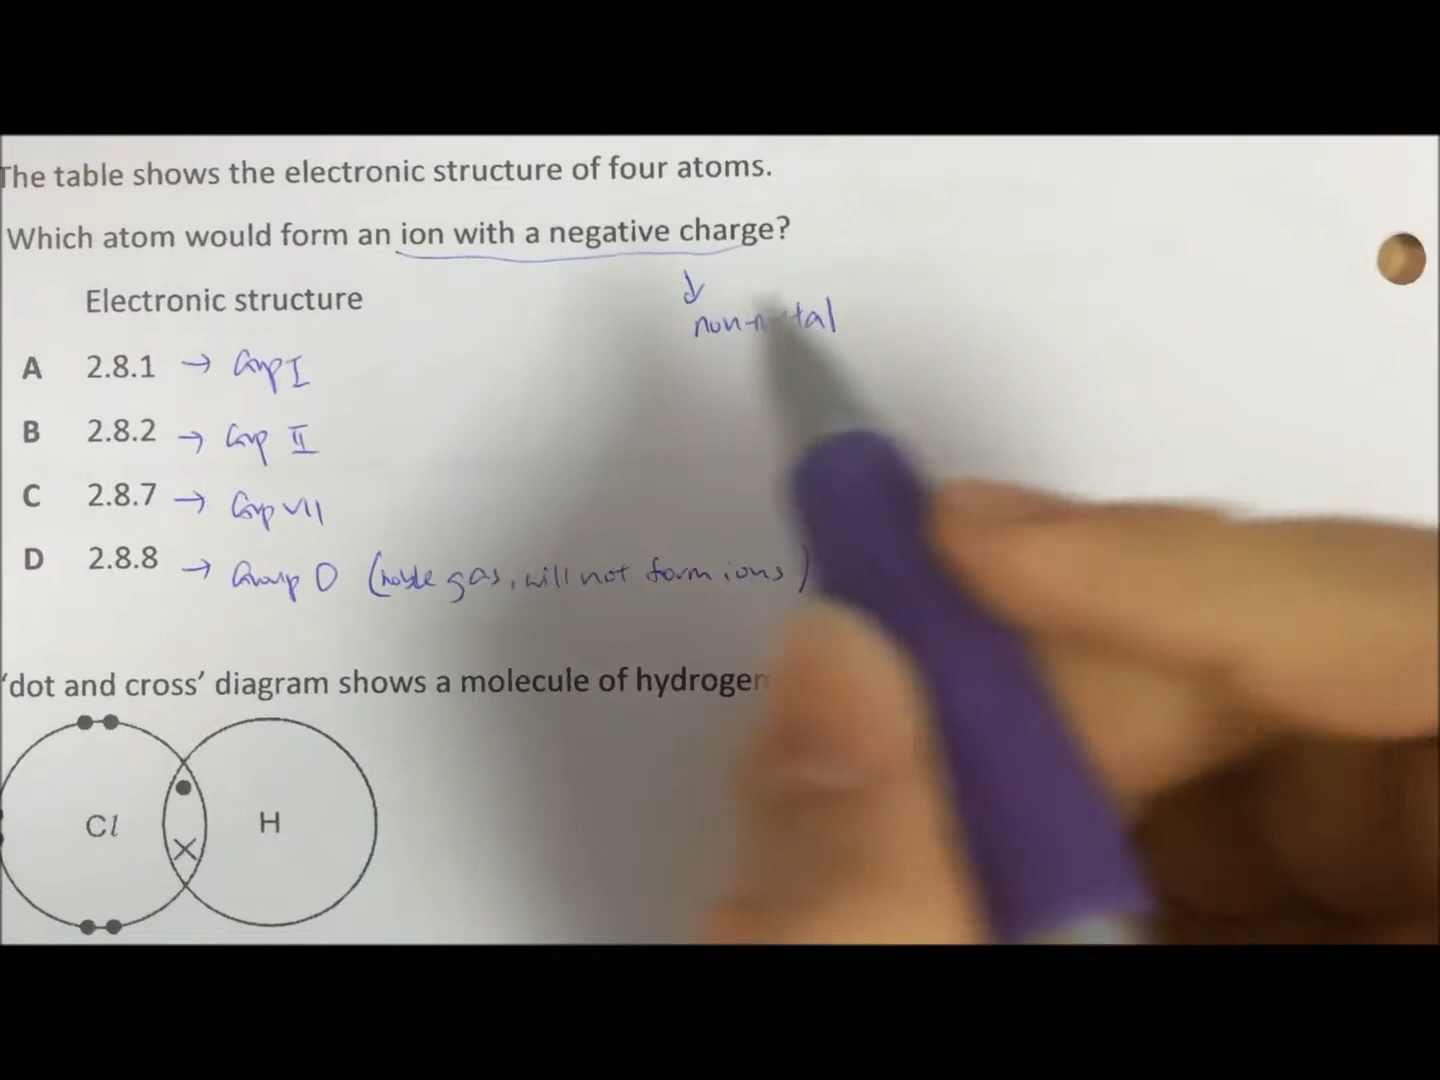 The table shows the electronic structure of four atoms.
Which atom would form an ion with a negative charge?
non-metal
Electronic structure
A 2.8.1 → Grp I
B 2.8.2 → Grp II
C 2.8.7 → Grp VII
D 2.8.8 → Group 0 (noble gas, will not form ions)
‘dot and cross’ diagram shows a molecule of hydrogen
Cl H